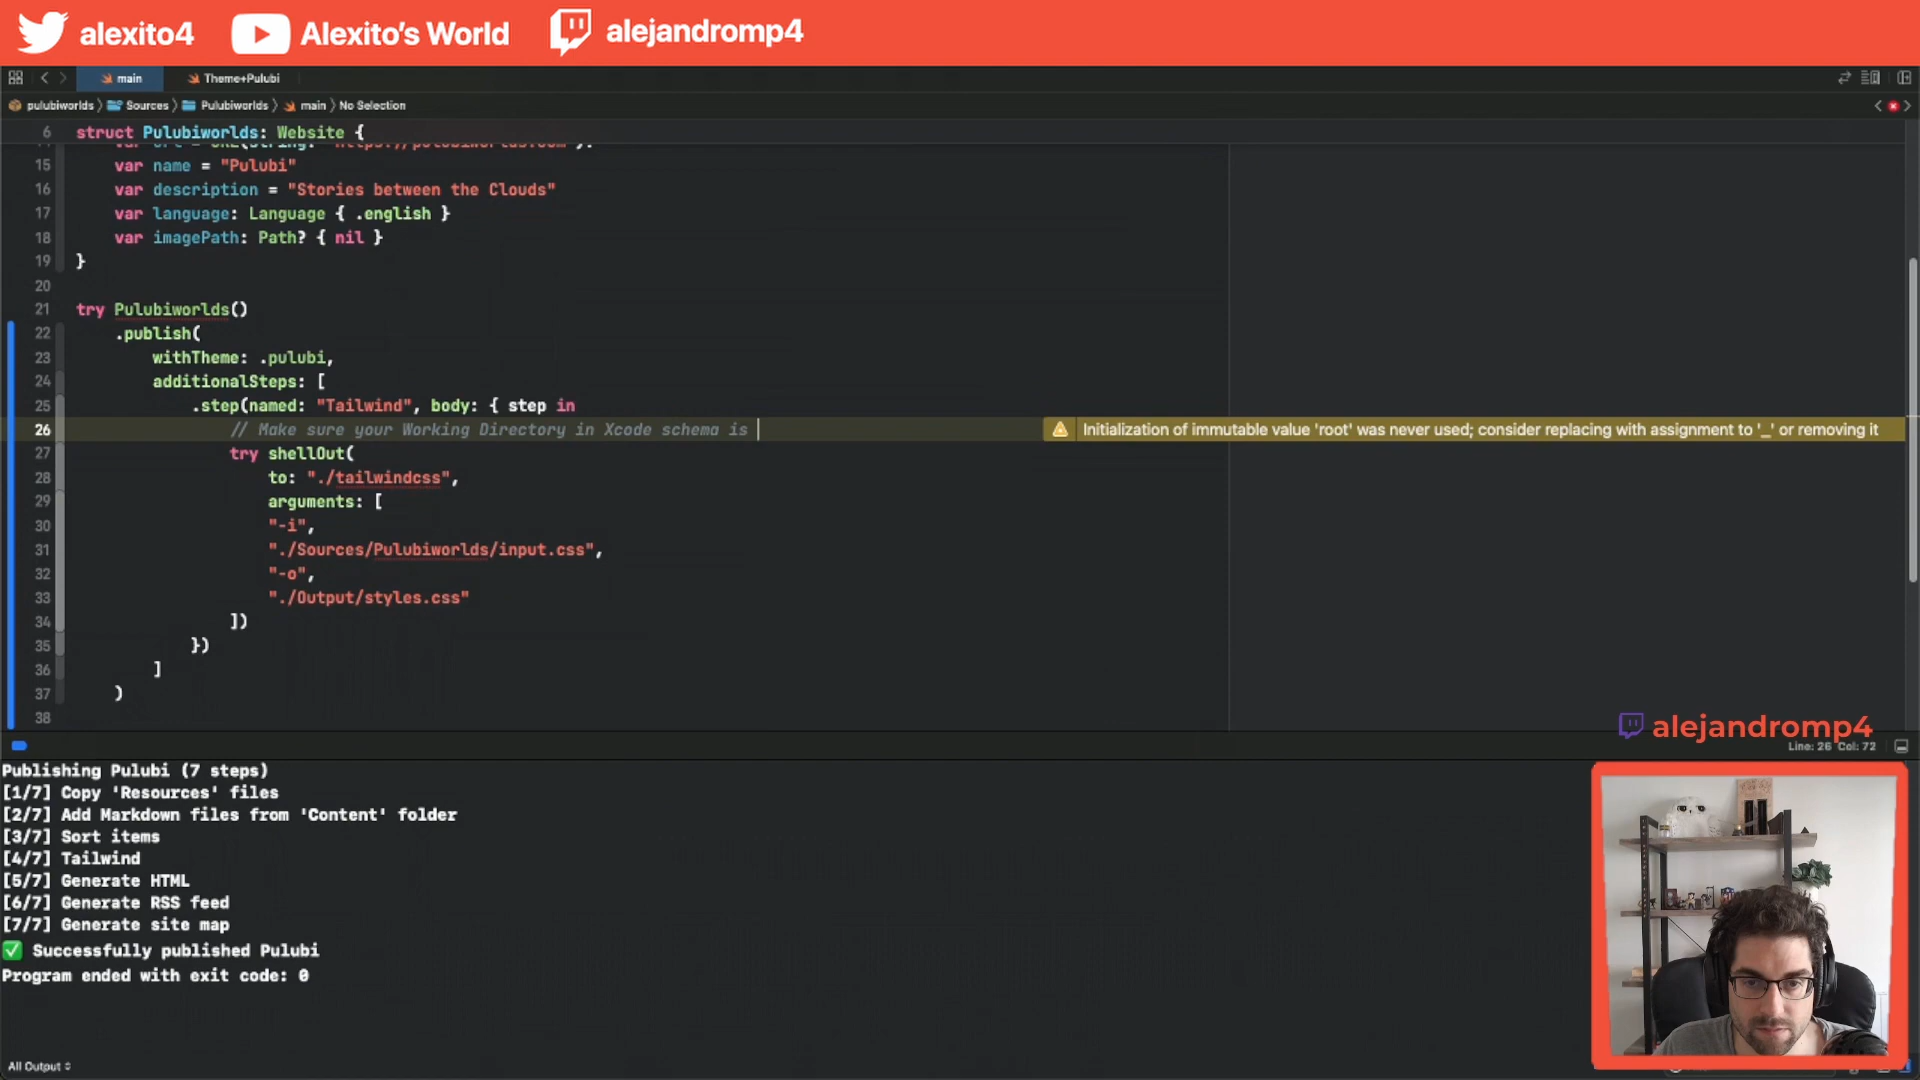 alexito4 Alexito's World alejandromp4
main Theme+Pulubi
pulubiworlds Sources Pulubiworlds main No Selection
6 struct Pulubiworlds: Website {
15 var name = "Pulubi"
16 var description = "Stories between the Clouds"
17 var language: Language { .english }
18 var imagePath: Path? { nil }
19 }
20
21 try Pulubiworlds()
22 .publish(
23 withTheme: .pulubi,
24 additionalSteps: [
25 .step(named: "Tailwind", body: { step in
26 // Make sure your Working Directory in Xcode schema is
Initialization of immutable value 'root' was never used; consider replacing with assignment to '_' or removing it
27 try shellOut(
28 to: "./tailwindcss",
29 arguments: [
30 "-i",
31 "./Sources/Pulubiworlds/input.css",
32 "-o",
33 "./Output/styles.css"
34 ])
35 })
36 ]
37 )
38
alejandromp4
Line: 26 Col: 72
Publishing Pulubi (7 steps)
[1/7] Copy 'Resources' files
[2/7] Add Markdown files from 'Content' folder
[3/7] Sort items
[4/7] Tailwind
[5/7] Generate HTML
[6/7] Generate RSS feed
[7/7] Generate site map
✅ Successfully published Pulubi
Program ended with exit code: 0
All Output